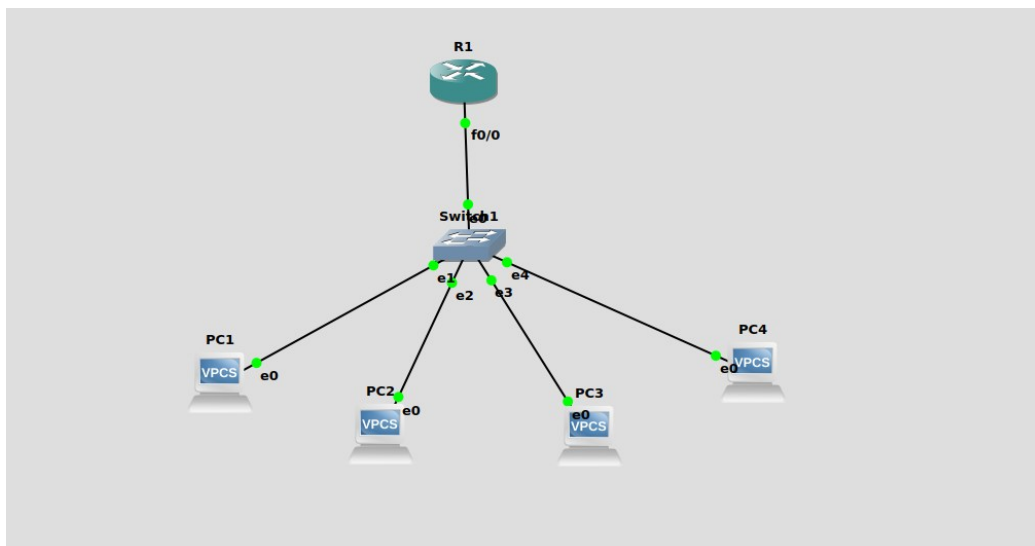 R1
f0/0
e0
Switch1
e1
e2
e3
e4
PC1
VPCS
e0
PC2
VPCS
e0
PC3
VPCS
e0
PC4
VPCS
e0